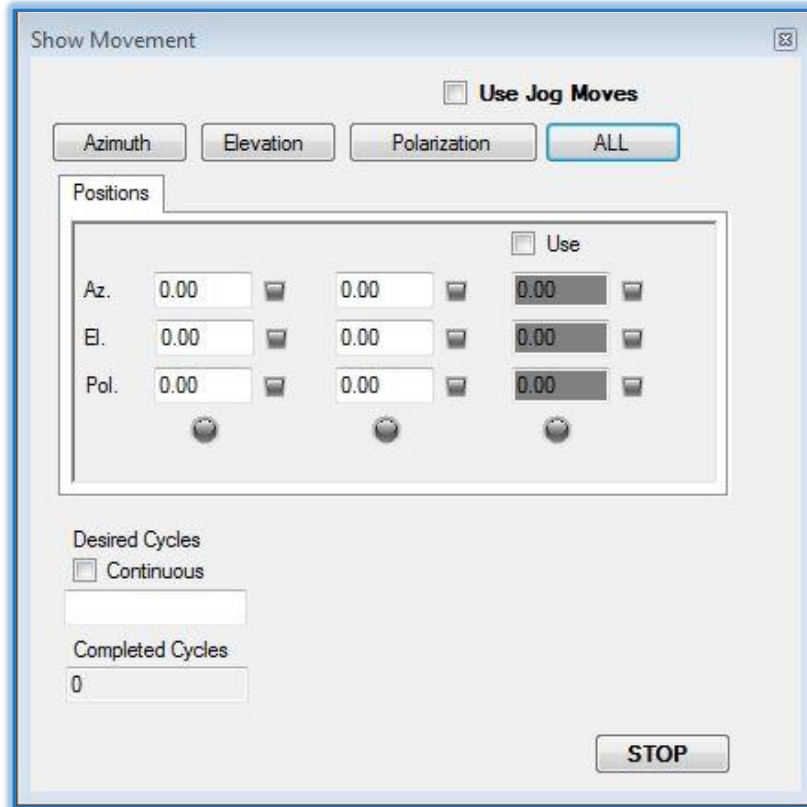 Show Movement
Use Jog Moves
Azimuth Elevation Polarization ALL
Positions
Use
Az. 0.00 0.00 0.00
El. 0.00 0.00 0.00
Pol. 0.00 0.00 0.00
Desired Cycles
Continuous
Completed Cycles
0
STOP